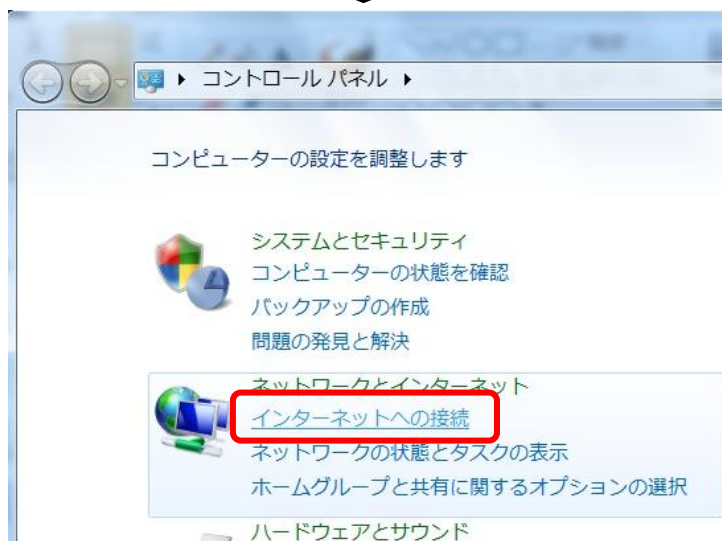 コントロール パネル
コンピューターの設定を調整します
システムとセキュリティ
コンピューターの状態を確認
バックアップの作成
問題の発見と解決
ネットワークとインターネット
インターネットへの接続
ネットワークの状態とタスクの表示
ホームグループと共有に関するオプションの選択
ハードウェアとサウンド